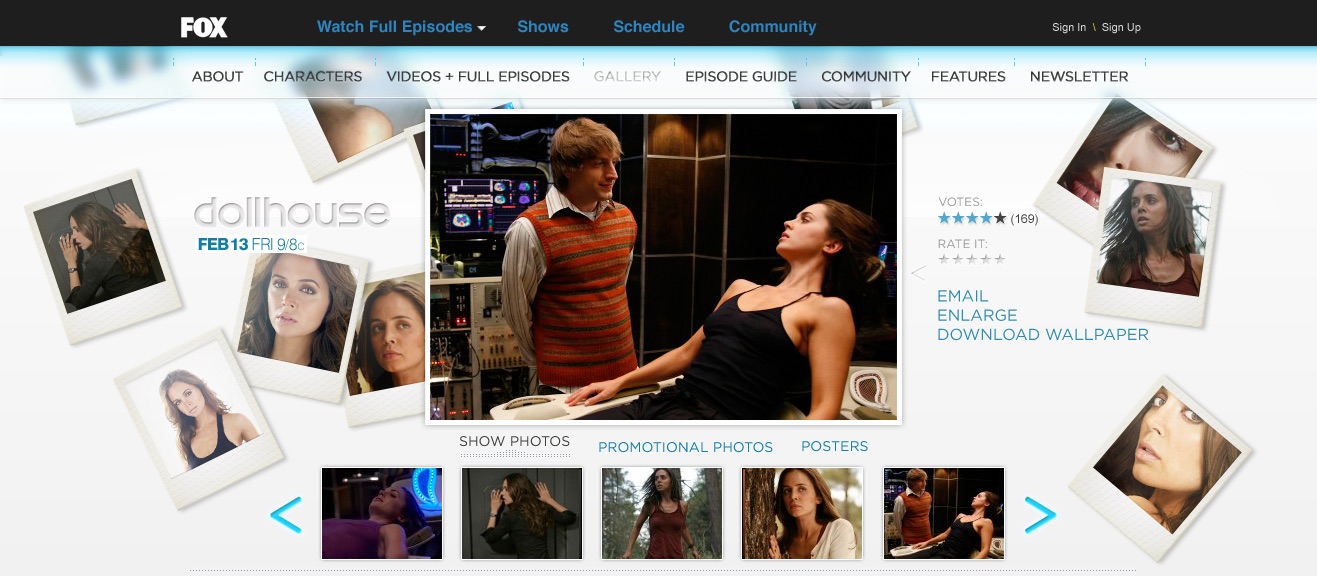 FOX
Watch Full Episodes Shows Schedule Community
Sign In \ Sign Up
ABOUT CHARACTERS VIDEOS + FULL EPISODES GALLERY EPISODE GUIDE COMMUNITY FEATURES NEWSLETTER
dollhouse
FEB 13 FRI 9/8c
VOTES:
(169)
RATE IT:
EMAIL
ENLARGE
DOWNLOAD WALLPAPER
SHOW PHOTOS PROMOTIONAL PHOTOS POSTERS